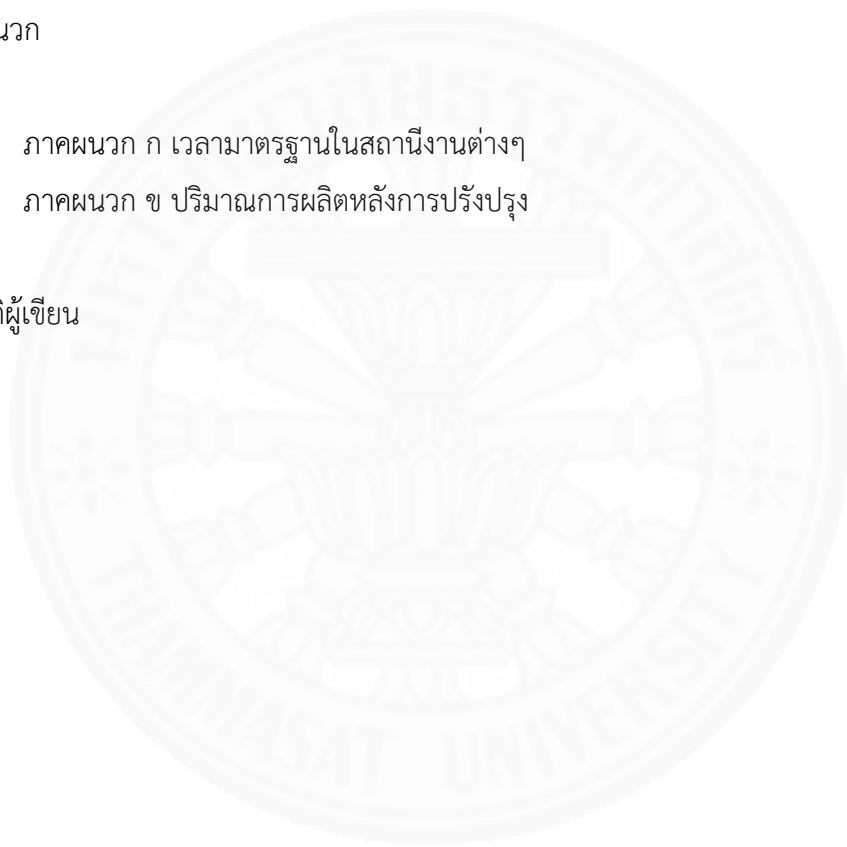 นวก
ภาคผนวก ก เวลามาตรฐานในสถานีงานต่างๆ
ภาคผนวก ข ปริมาณการผลิตหลังการปรังปรุง
ผู้เขียน
THAMMASAT UNIVERSITY